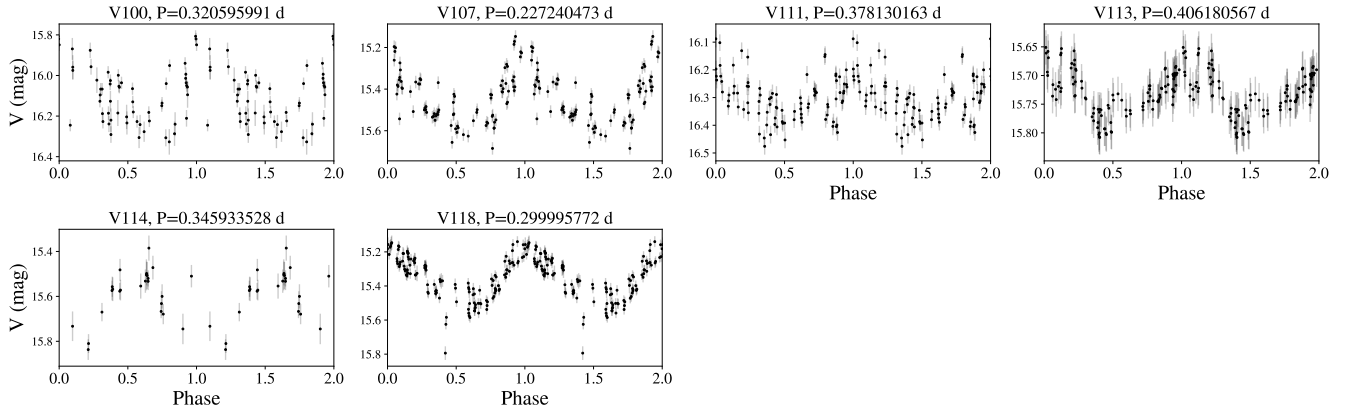 V100, P=0.320595991 d
V107, P=0.227240473 d
V111, P=0.378130163 d
V113, P=0.406180567 d
V (mag)
15.8
16.0
16.2
16.4
0.0 0.5 1.0 1.5 2.0
15.2
15.4
15.6
0.0 0.5 1.0 1.5 2.0
16.1
16.2
16.3
16.4
16.5
0.0 0.5 1.0 1.5 2.0
Phase
15.65
15.70
15.75
15.80
0.0 0.5 1.0 1.5 2.0
Phase
V114, P=0.345933528 d
V118, P=0.299995772 d
V (mag)
15.4
15.6
15.8
0.0 0.5 1.0 1.5 2.0
Phase
15.2
15.4
15.6
15.8
0.0 0.5 1.0 1.5 2.0
Phase